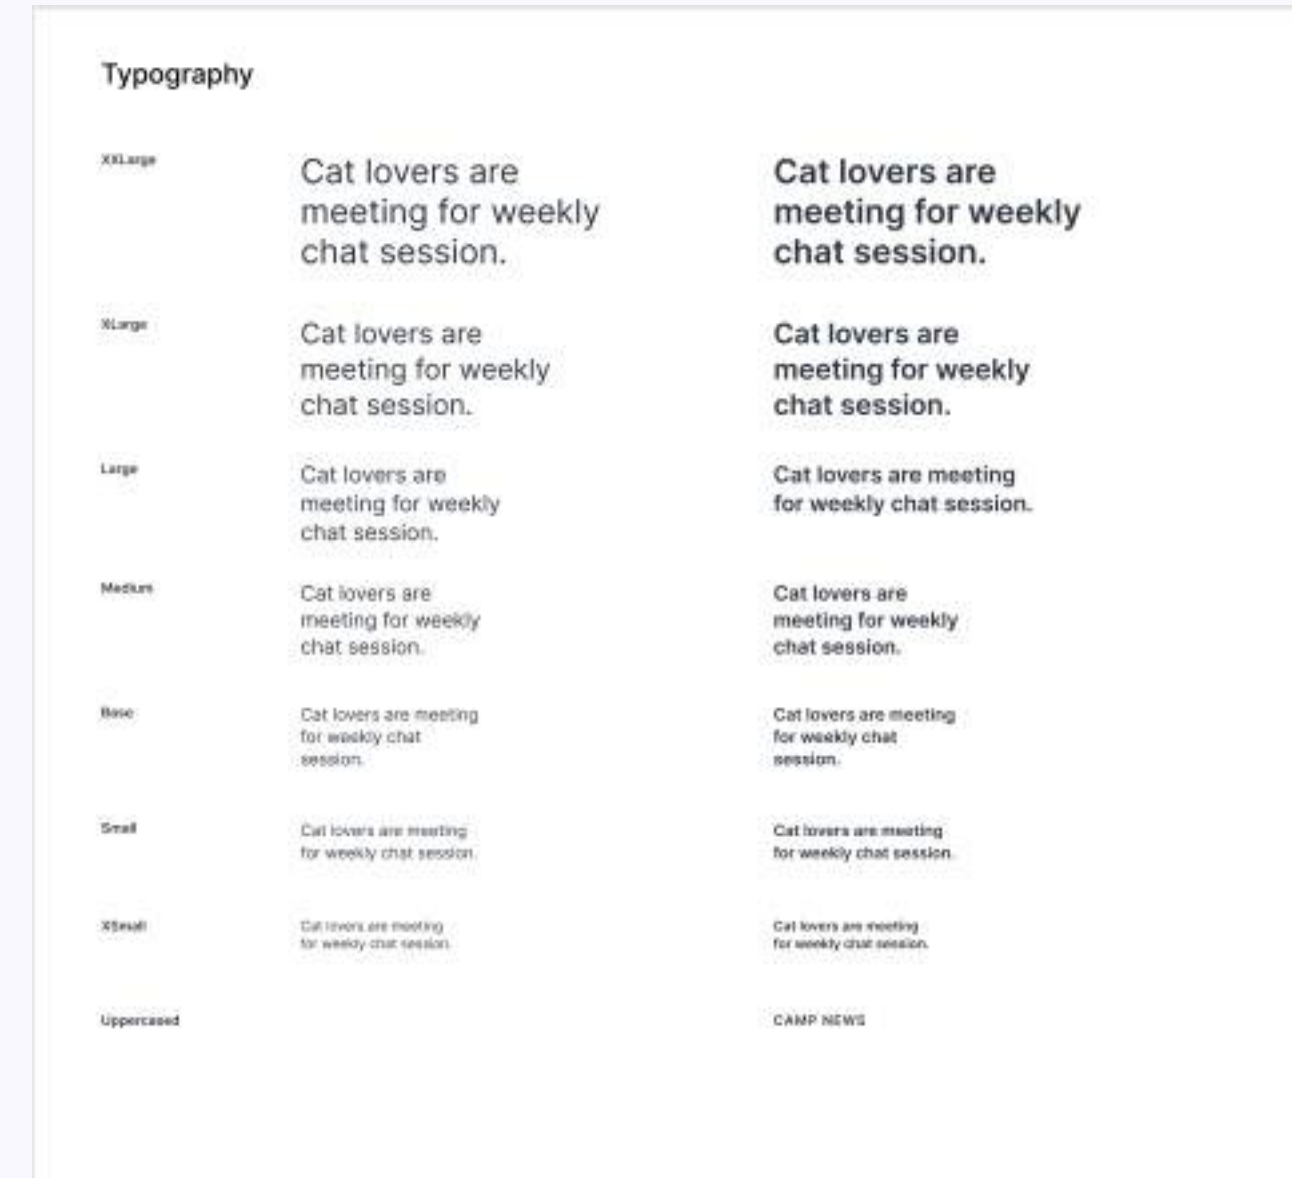 Typography
XXLarge
Cat lovers are
meeting for weekly
chat session.
Cat lovers are
meeting for weekly
chat session.
XLarge
Cat lovers are
meeting for weekly
chat session.
Cat lovers are
meeting for weekly
chat session.
Large
Cat lovers are
meeting for weekly
chat session.
Cat lovers are meeting
for weekly chat session.
Medium
Cat lovers are
meeting for weekly
chat session.
Cat lovers are
meeting for weekly
chat session.
Base
Cat lovers are meeting
for weekly chat
session.
Cat lovers are meeting
for weekly chat
session.
Small
Cat lovers are meeting
for weekly chat session.
Cat lovers are meeting
for weekly chat session.
XSmall
Cat lovers are meeting
for weekly chat session.
Cat lovers are meeting
for weekly chat session.
Uppercased
CAMP NEWS